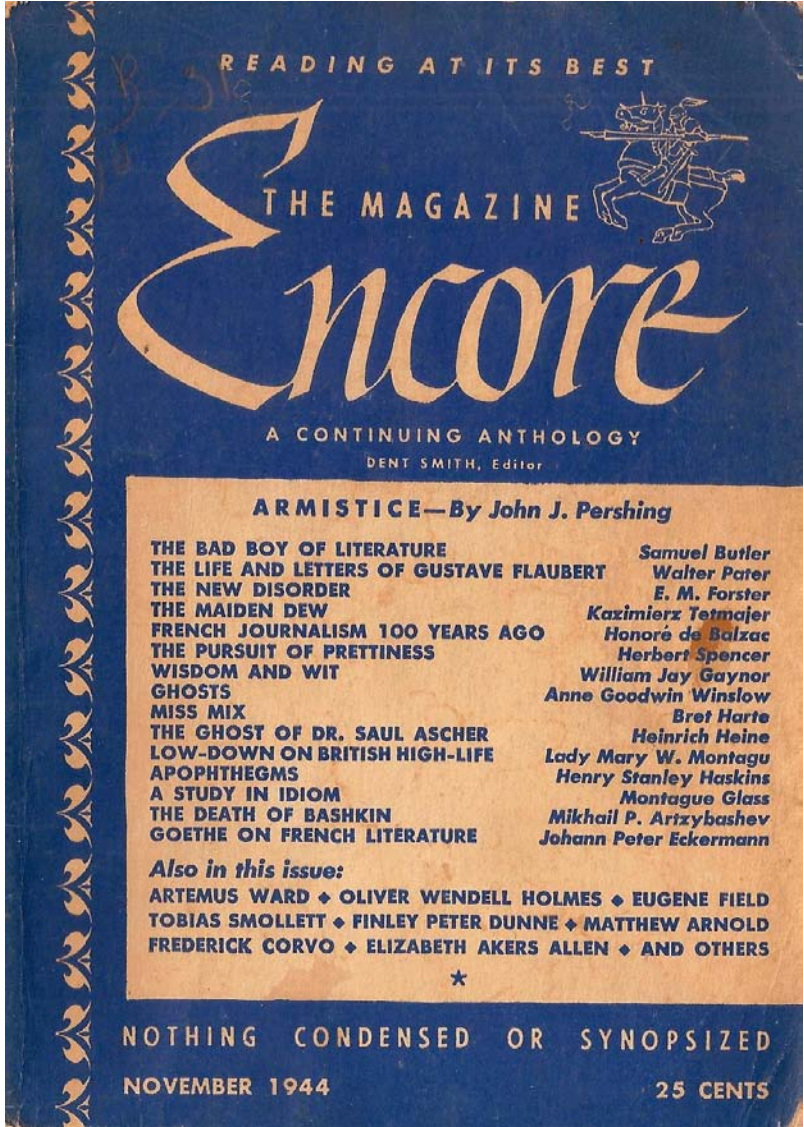 READING AT ITS BEST
THE MAGAZINE
Encore
A CONTINUING ANTHOLOGY
DENT SMITH, Editor
ARMISTICE—By John J. Pershing
THE BAD BOY OF LITERATURE Samuel Butler
THE LIFE AND LETTERS OF GUSTAVE FLAUBERT Walter Pater
THE NEW DISORDER E. M. Forster
THE MAIDEN DEW Kazimierz Tetmajer
FRENCH JOURNALISM 100 YEARS AGO Honoré de Balzac
THE PURSUIT OF PRETTINESS Herbert Spencer
WISDOM AND WIT William Jay Gaynor
GHOSTS Anne Goodwin Winslow
MISS MIX Bret Harte
THE GHOST OF DR. SAUL ASCHER Heinrich Heine
LOW-DOWN ON BRITISH HIGH-LIFE Lady Mary W. Montagu
APOPHTHEGMS Henry Stanley Haskins
A STUDY IN IDIOM Montague Glass
THE DEATH OF BASHKIN Mikhail P. Artzybashev
GOETHE ON FRENCH LITERATURE Johann Peter Eckermann
Also in this issue:
ARTEMUS WARD ◆ OLIVER WENDELL HOLMES ◆ EUGENE FIELD
TOBIAS SMOLLETT ◆ FINLEY PETER DUNNE ◆ MATTHEW ARNOLD
FREDERICK CORVO ◆ ELIZABETH AKERS ALLEN ◆ AND OTHERS
NOTHING CONDENSED OR SYNOPSIZED
NOVEMBER 1944 25 CENTS